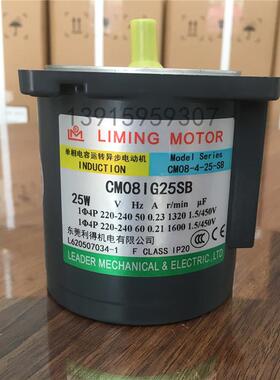 13915959307
LIMING MOTOR
单相电容运转异步电动机
INDUCTION
Model Series
CM08-4-25-SB
CM08IG25SB
25W V Hz A r/min μF
1Φ4P 220-240 50 0.23 1320 1.5/450V
1Φ4P 220-240 60 0.21 1600 1.5/450V
东莞利得机电有限公司
L620507034-1 F CLASS IP20
LEADER MECHANICAL & ELECTRIC.,LTD